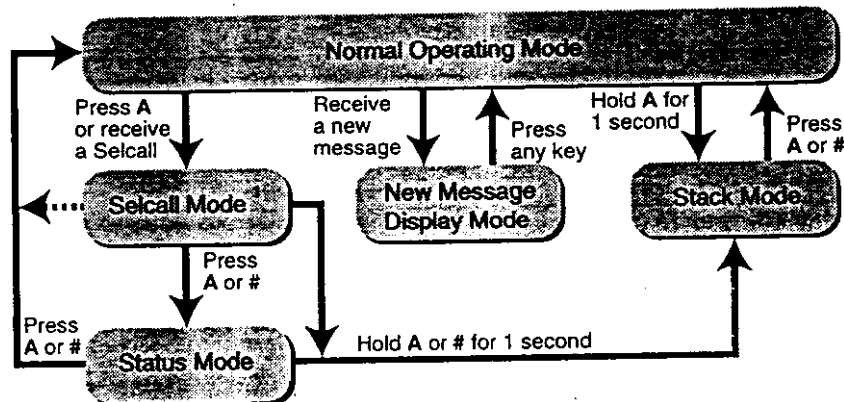 Normal Operating Mode
Press A
or receive
a Selcall
Receive
a new
message
Press
any key
Hold A for
1 second
Press
A or #
Selcall Mode
New Message
Display Mode
Stack Mode
Press
A or #
Press
A or #
Status Mode
Hold A or # for 1 second